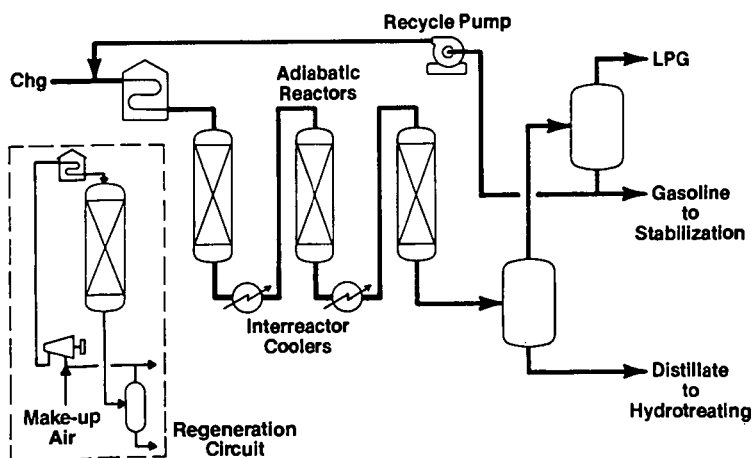 Recycle Pump
Chg
Adiabatic
Reactors
LPG
Gasoline
to
Stabilization
Interreactor
Coolers
Distillate
to
Hydrotreating
Make-up
Air
Regeneration
Circuit